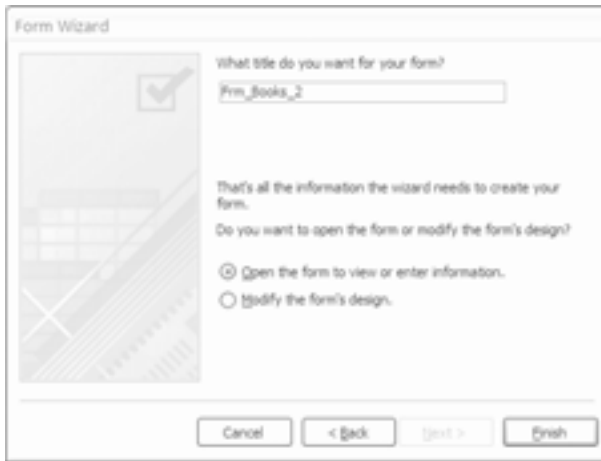 Form Wizard
What title do you want for your form?
Frm_Books_2
That's all the information the wizard needs to create your
form.
Do you want to open the form or modify the form's design?
Open the form to view or enter information.
Modify the form's design.
Cancel
< Back
Next >
Finish